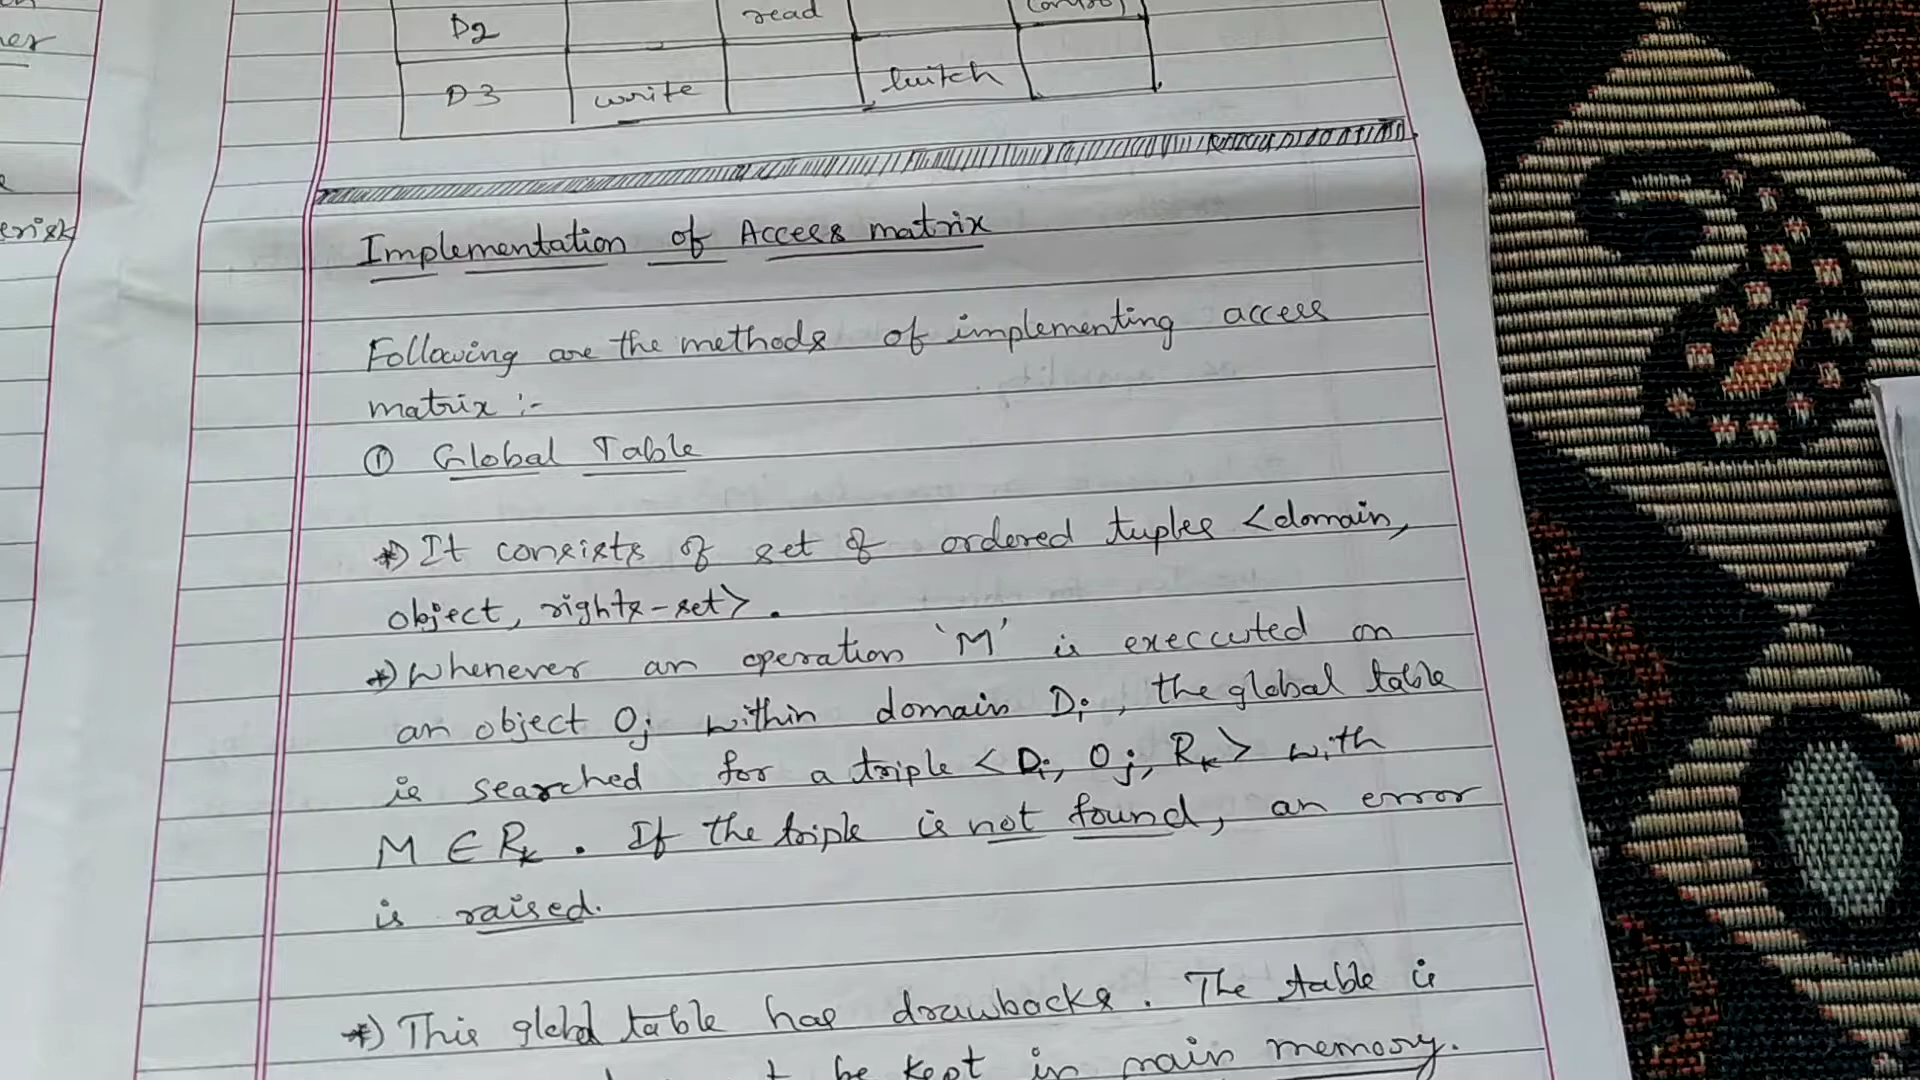 er
erisk
D2 read
D3 write switch
Implementation of Access matrix
Following are the methods of implementing access
matrix :-
① Global Table
*) It consists of set of ordered tuples <domain,
object, rights-set>.
*) Whenever an operation 'M' is executed on
an object Oj within domain Di, the global table
is searched for a triple <Di, Oj, Rk> with
M ∈ Rk. If the triple is not found, an error
is raised.
*) This global table has drawbacks. The table is
be kept in main memory.